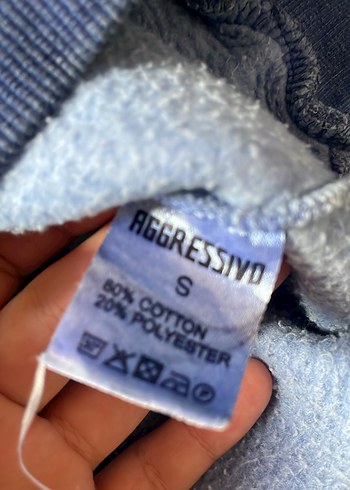 AGGRESSIVO
S
80% COTTON
20% POLYESTER